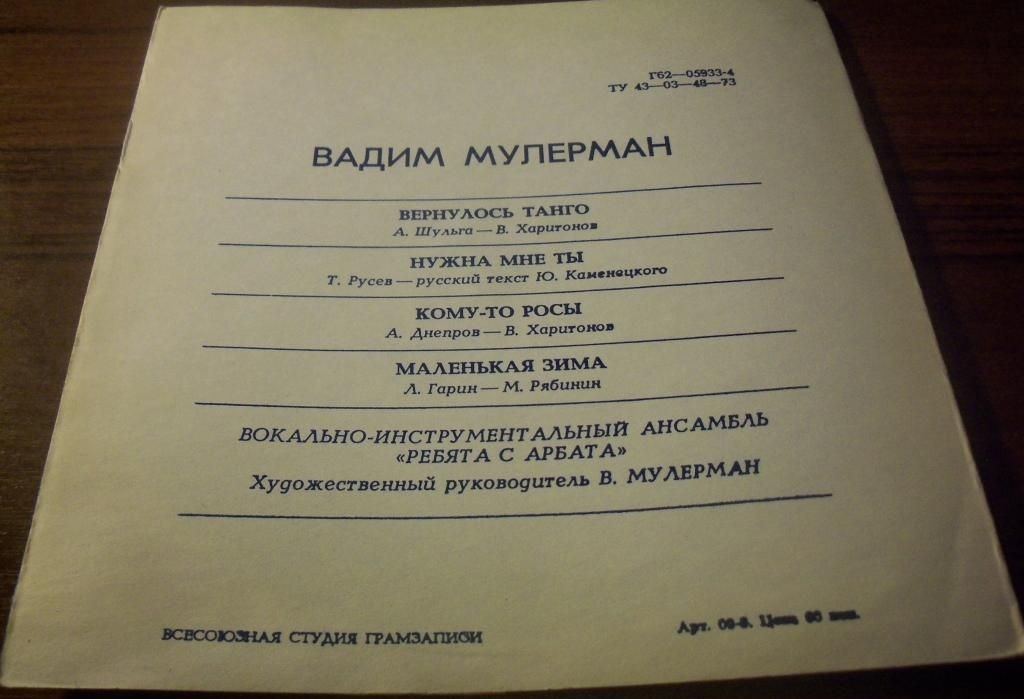 Г62—05933-4
ТУ 43—03—48—73
ВАДИМ МУЛЕРМАН
ВЕРНУЛОСЬ ТАНГО
А. Шульга — В. Харитонов
НУЖНА МНЕ ТЫ
Т. Русев — русский текст Ю. Каменецкого
КОМУ-ТО РОСЫ
А. Днепров — В. Харитонов
МАЛЕНЬКАЯ ЗИМА
Л. Гарин — М. Рябинин
ВОКАЛЬНО-ИНСТРУМЕНТАЛЬНЫЙ АНСАМБЛЬ
«РЕБЯТА С АРБАТА»
Художественный руководитель В. МУЛЕРМАН
ВСЕСОЮЗНАЯ СТУДИЯ ГРАМЗАПИСИ
Арт. Цена коп.